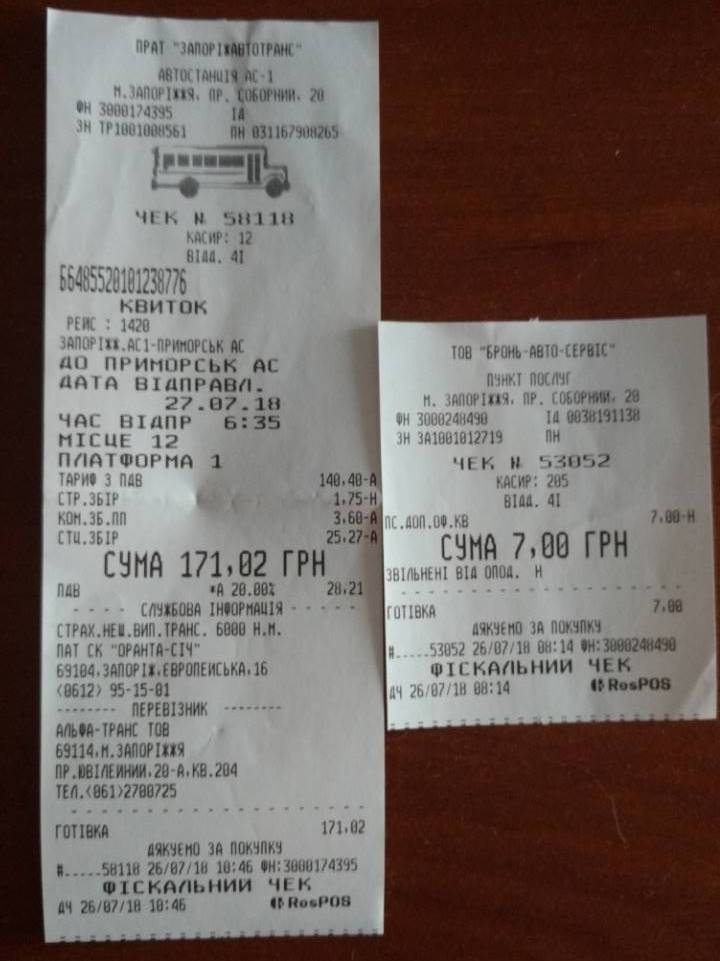 ПРАТ "ЗАПОРІЖАВТОТРАНС"
АВТОСТАНЦІЯ АС-1
М.ЗАПОРІЖЖЯ, ПР. СОБОРНИЙ, 20
ФН 3000174395 ІД
ЗН ТР1001008561 ПН 031167908265
ЧЕК № 58118
КАСИР: 12
ВІДД. 4І
Б6485520101238776
КВИТОК
РЕЙС : 1420
ЗАПОРІЖЖ.АС1-ПРИМОРСЬК АС
ДО ПРИМОРСЬК АС
ДАТА ВІДПРАВЛ.
27.07.18
ЧАС ВІДПР 6:35
МІСЦЕ 12
ПЛАТФОРМА 1
ТАРИФ З ПДВ 140,40-А
СТР.ЗБІР 1,75-Н
КОМ.ЗБ.ПП 3,60-А
СТЦ.ЗБІР 25,27-А
СУМА 171,02 ГРН
ПДВ *А 20.00% 28,21
- - - - СЛУЖБОВА ІНФОРМАЦІЯ - - - - -
СТРАХ.НЕЩ.ВИП.ТРАНС. 6000 Н.М.
ПАТ СК "ОРАНТА-СІЧ"
69104,ЗАПОРІЖ,ЄВРОПЕЙСЬКА,16
(0612) 95-15-01
-------- ПЕРЕВІЗНИК --------
АЛЬФА-ТРАНС ТОВ
69114,М.ЗАПОРІЖЖЯ
ПР.ЮВІЛЕЙНИЙ,20-А,КВ.204
ТЕЛ.(061)2700725
ГОТІВКА 171,02
ДЯКУЄМО ЗА ПОКУПКУ
#.....58118 26/07/18 10:46 ФН:3000174395
ФІСКАЛЬНИЙ ЧЕК
ДЧ 26/07/18 10:46 RosPOS
ТОВ "БРОНЬ-АВТО-СЕРВІС"
ПУНКТ ПОСЛУГ
М. ЗАПОРІЖЖЯ, ПР. СОБОРНИЙ, 20
ФН 3000248490 ІД 0038191138
ЗН ЗА1001012719 ПН
ЧЕК № 53052
КАСИР: 205
ВІДД. 4І
ПС.ДОП.ОФ.КВ 7,00-Н
СУМА 7,00 ГРН
ЗВІЛЬНЕНІ ВІД ОПОД. Н
ГОТІВКА 7,00
ДЯКУЄМО ЗА ПОКУПКУ
#.....53052 26/07/18 08:14 ФН:3000248490
ФІСКАЛЬНИЙ ЧЕК
ДЧ 26/07/18 08:14 RosPOS